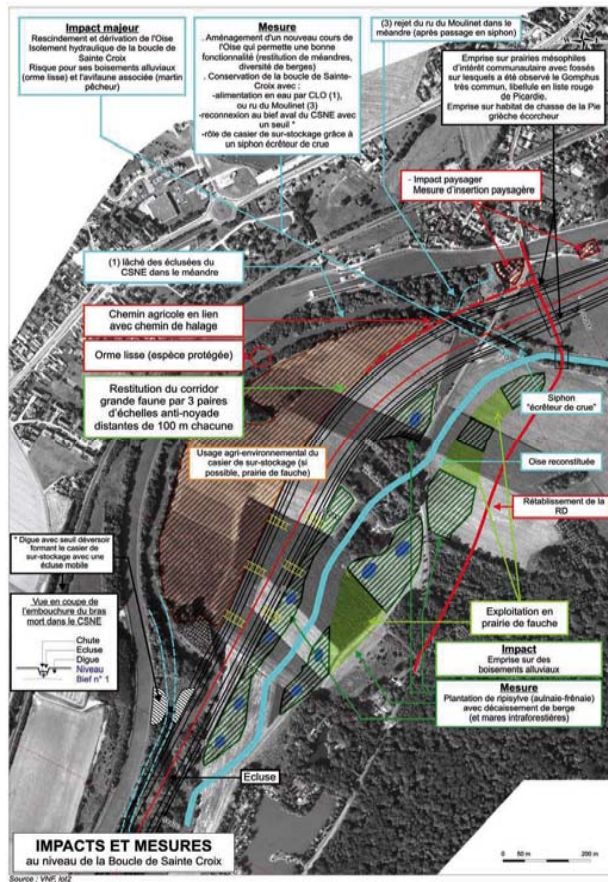 Impact majeur
Rescindement et dérivation de l'Oise
Isolement hydraulique de la boucle de
Sainte Croix
Risque pour ses boisements alluviaux
(orme lisse) et l'avifaune associée (martin
pêcheur)
Mesure
. Aménagement d'un nouveau cours de
l'Oise qui permette une bonne
fonctionnalité (restitution de méandres,
diversité de berges)
. Conservation de la boucle de Sainte-
Croix avec :
-alimentation en eau par CLO (1),
ou ru du Moulinet (3)
-reconnexion au bief aval du CSNE avec
un seuil *
-rôle de casier de sur-stockage grâce à
un siphon écrêteur de crue
(3) rejet du ru du Moulinet dans le
méandre (après passage en siphon)
Emprise sur prairies mésophiles
d'intérêt communautaire avec fossés
sur lesquels a été observé le Gomphus
très commun, libellule en liste rouge
de Picardie.
Emprise sur habitat de chasse de la Pie
grièche écorcheur
- Impact paysager
Mesure d'insertion paysagère
(1) lâché des éclusées du
CSNE dans le méandre
Chemin agricole en lien
avec chemin de halage
Orme lisse (espèce protégée)
Restitution du corridor
grande faune par 3 paires
d'échelles anti-noyade
distantes de 100 m chacune
Siphon
"écrêteur de crue"
Usage agri-environnemental du
casier de sur-stockage (si
possible, prairie de fauche)
Oise reconstituée
Rétablissement de la
RD
* Digue avec seuil déversoir
formant le casier de
sur-stockage avec une
écluse mobile
Vue en coupe de
l'embouchure du bras
mort dans le CSNE
Chute
Ecluse
Digue
Niveau
Bief n° 1
Exploitation en
prairie de fauche
Impact
Emprise sur des
boisements alluviaux
Mesure
Plantation de ripisylve (aulnaie-frênaie)
avec décaissement de berge
(et mares intraforestières)
Ecluse
IMPACTS ET MESURES
au niveau de la Boucle de Sainte Croix
0 50 m 200 m
Source : VNF, lot2